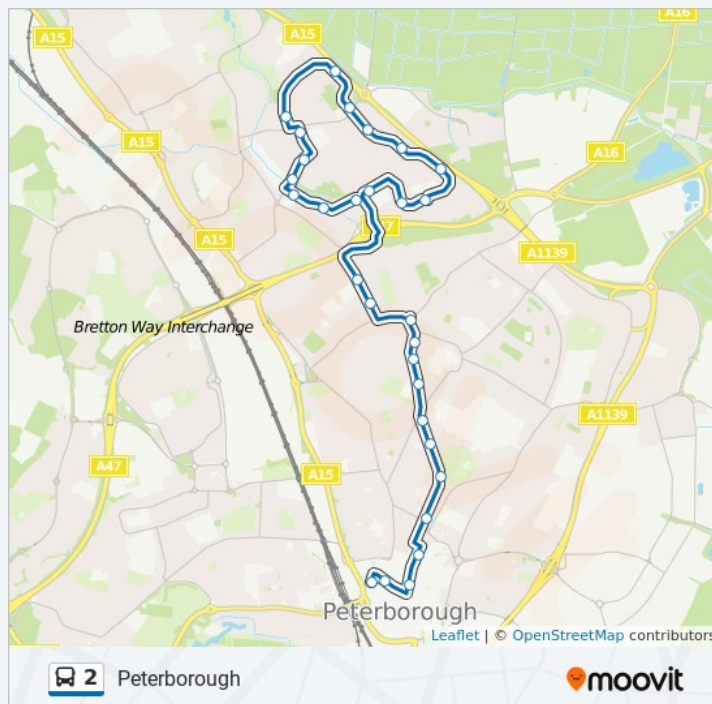 A15
A15
A16
A15
A16
A15
A1139
Bretton Way Interchange
A1139
A47
A15
Peterborough
Leaflet | © OpenStreetMap contributors
2 Peterborough
moovit